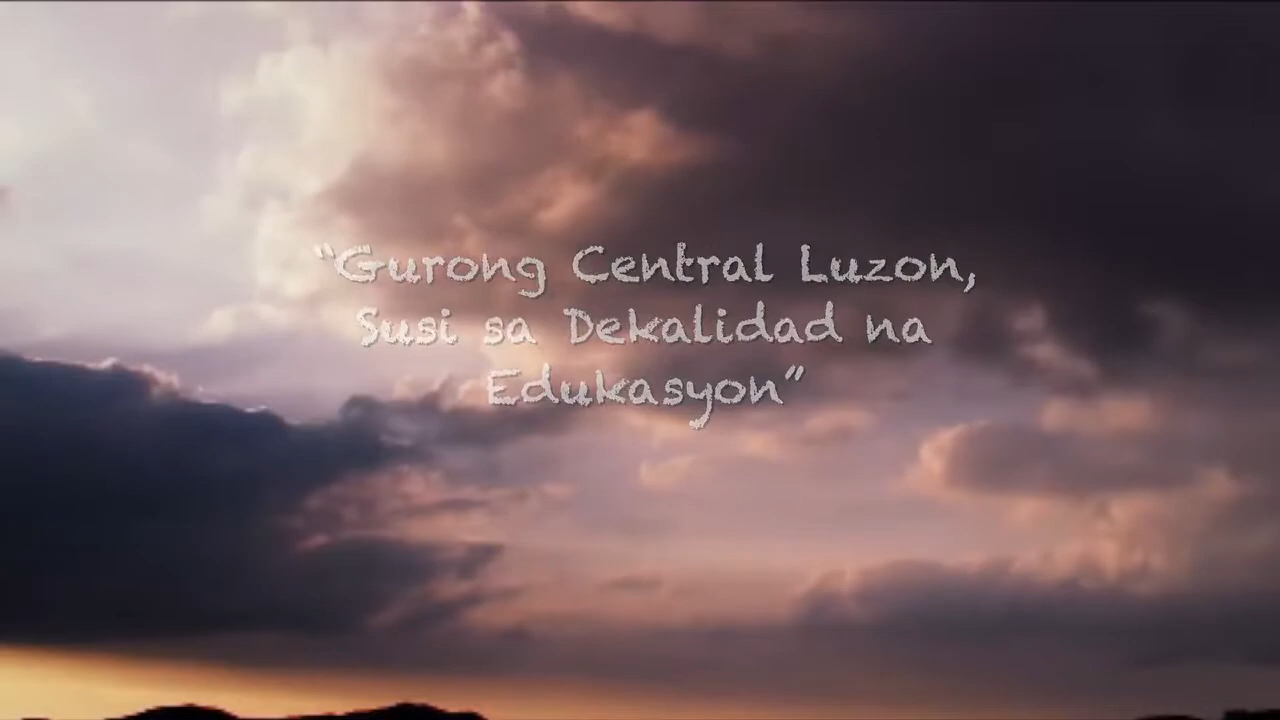 “Gurong Central Luzon,
Susi sa Dekalidad na
Edukasyon”